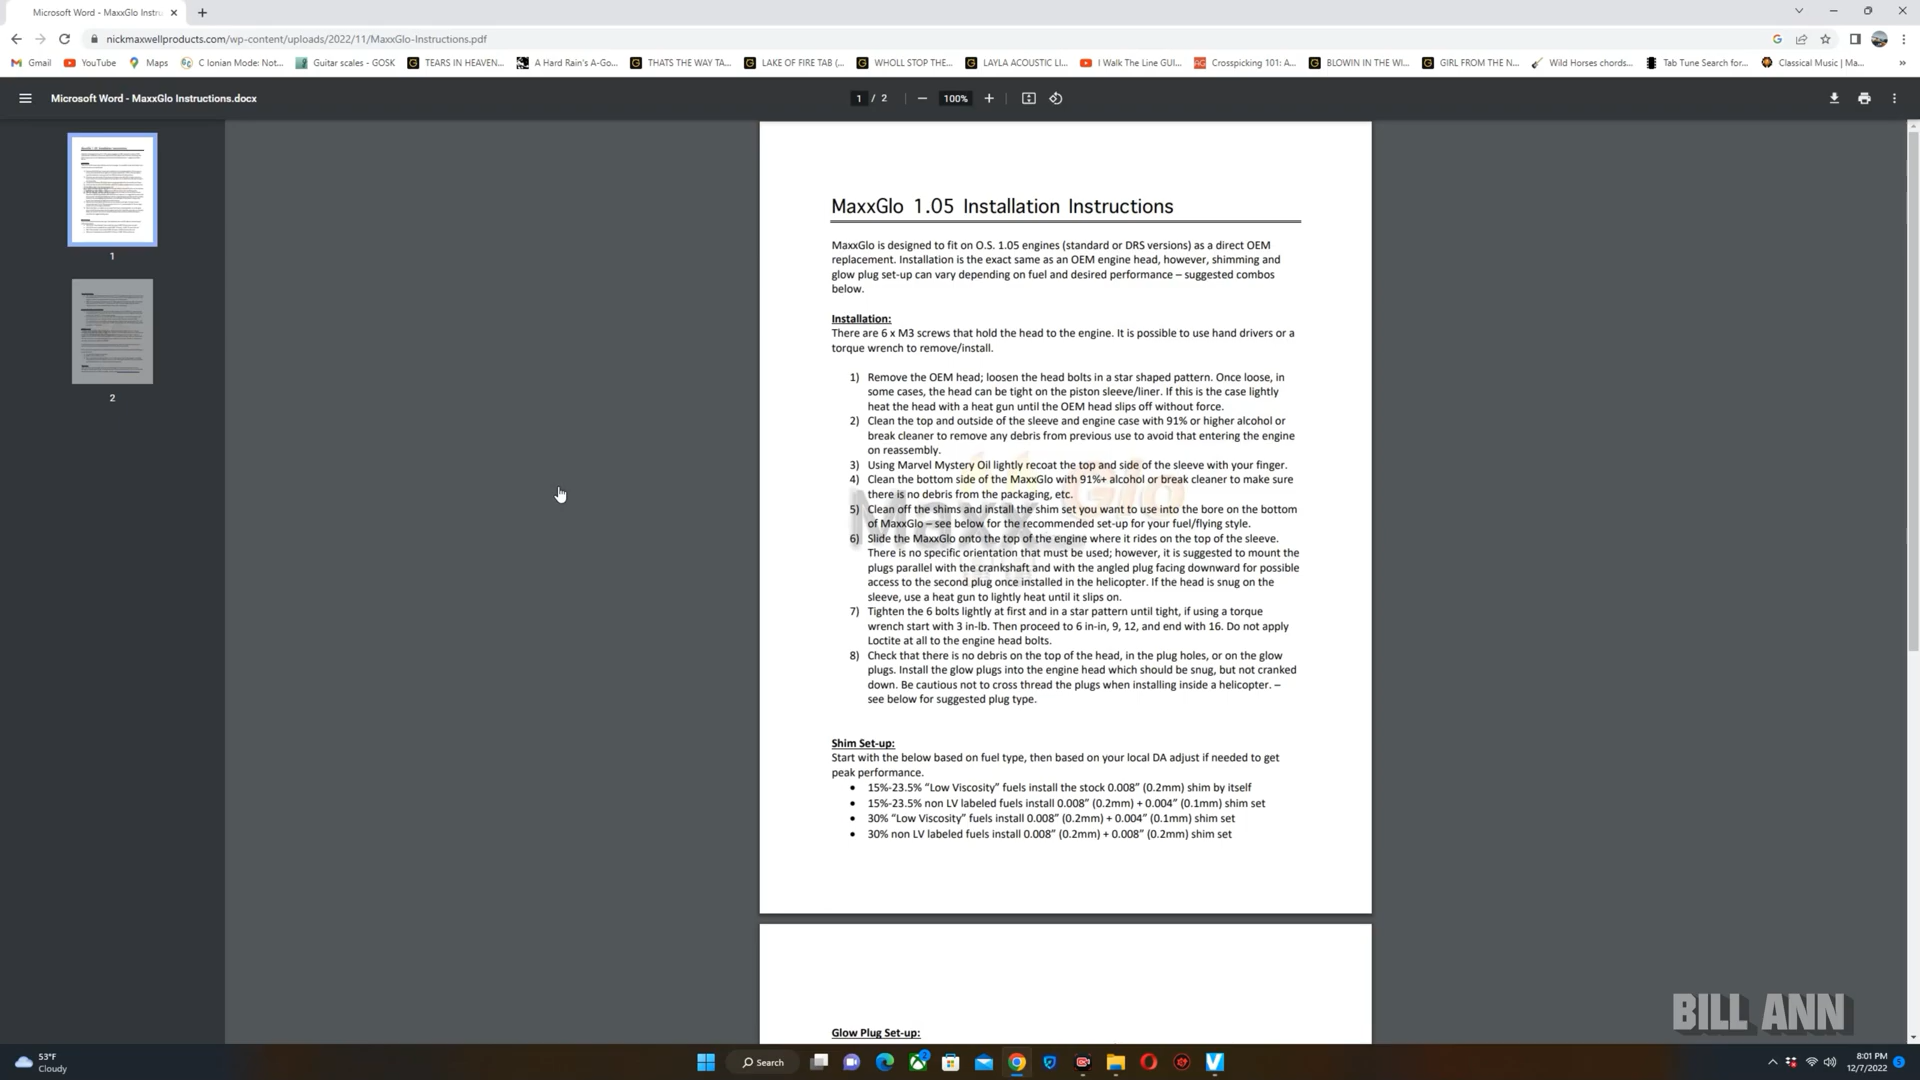 Microsoft Word - MaxxGlo Instru
nickmaxwellproducts.com/wp-content/uploads/2022/11/MaxxGlo-Instructions.pdf
Gmail YouTube Maps C Ionian Mode: Not... Guitar scales - GOSK TEARS IN HEAVEN... A Hard Rain's A-Go... THATS THE WAY TA... LAKE OF FIRE TAB (... WHOLL STOP THE... LAYLA ACOUSTIC LI... I Walk The Line GUI... Crosspicking 101: A... BLOWIN IN THE WI... GIRL FROM THE N... Wild Horses chords... Tab Tune Search for... Classical Music | Ma... »
Microsoft Word - MaxxGlo Instructions.docx
1 / 2
100%
1
2
MaxxGlo 1.05 Installation Instructions
MaxxGlo is designed to fit on O.S. 1.05 engines (standard or DRS versions) as a direct OEM
replacement. Installation is the exact same as an OEM engine head, however, shimming and
glow plug set-up can vary depending on fuel and desired performance – suggested combos
below.
Installation:
There are 6 x M3 screws that hold the head to the engine. It is possible to use hand drivers or a
torque wrench to remove/install.
1) Remove the OEM head; loosen the head bolts in a star shaped pattern. Once loose, in
some cases, the head can be tight on the piston sleeve/liner. If this is the case lightly
heat the head with a heat gun until the OEM head slips off without force.
2) Clean the top and outside of the sleeve and engine case with 91% or higher alcohol or
break cleaner to remove any debris from previous use to avoid that entering the engine
on reassembly.
3) Using Marvel Mystery Oil lightly recoat the top and side of the sleeve with your finger.
4) Clean the bottom side of the MaxxGlo with 91%+ alcohol or break cleaner to make sure
there is no debris from the packaging, etc.
5) Clean off the shims and install the shim set you want to use into the bore on the bottom
of MaxxGlo – see below for the recommended set-up for your fuel/flying style.
6) Slide the MaxxGlo onto the top of the engine where it rides on the top of the sleeve.
There is no specific orientation that must be used; however, it is suggested to mount the
plugs parallel with the crankshaft and with the angled plug facing downward for possible
access to the second plug once installed in the helicopter. If the head is snug on the
sleeve, use a heat gun to lightly heat until it slips on.
7) Tighten the 6 bolts lightly at first and in a star pattern until tight, if using a torque
wrench start with 3 in-lb. Then proceed to 6 in-in, 9, 12, and end with 16. Do not apply
Loctite at all to the engine head bolts.
8) Check that there is no debris on the top of the head, in the plug holes, or on the glow
plugs. Install the glow plugs into the engine head which should be snug, but not cranked
down. Be cautious not to cross thread the plugs when installing inside a helicopter. –
see below for suggested plug type.
Maxx Glo
Shim Set-up:
Start with the below based on fuel type, then based on your local DA adjust if needed to get
peak performance.
• 15%-23.5% “Low Viscosity” fuels install the stock 0.008” (0.2mm) shim by itself
• 15%-23.5% non LV labeled fuels install 0.008” (0.2mm) + 0.004” (0.1mm) shim set
• 30% “Low Viscosity” fuels install 0.008” (0.2mm) + 0.004” (0.1mm) shim set
• 30% non LV labeled fuels install 0.008” (0.2mm) + 0.008” (0.2mm) shim set
Glow Plug Set-up:
BILL ANN
53°F
Cloudy
Search
8:01 PM
12/7/2022